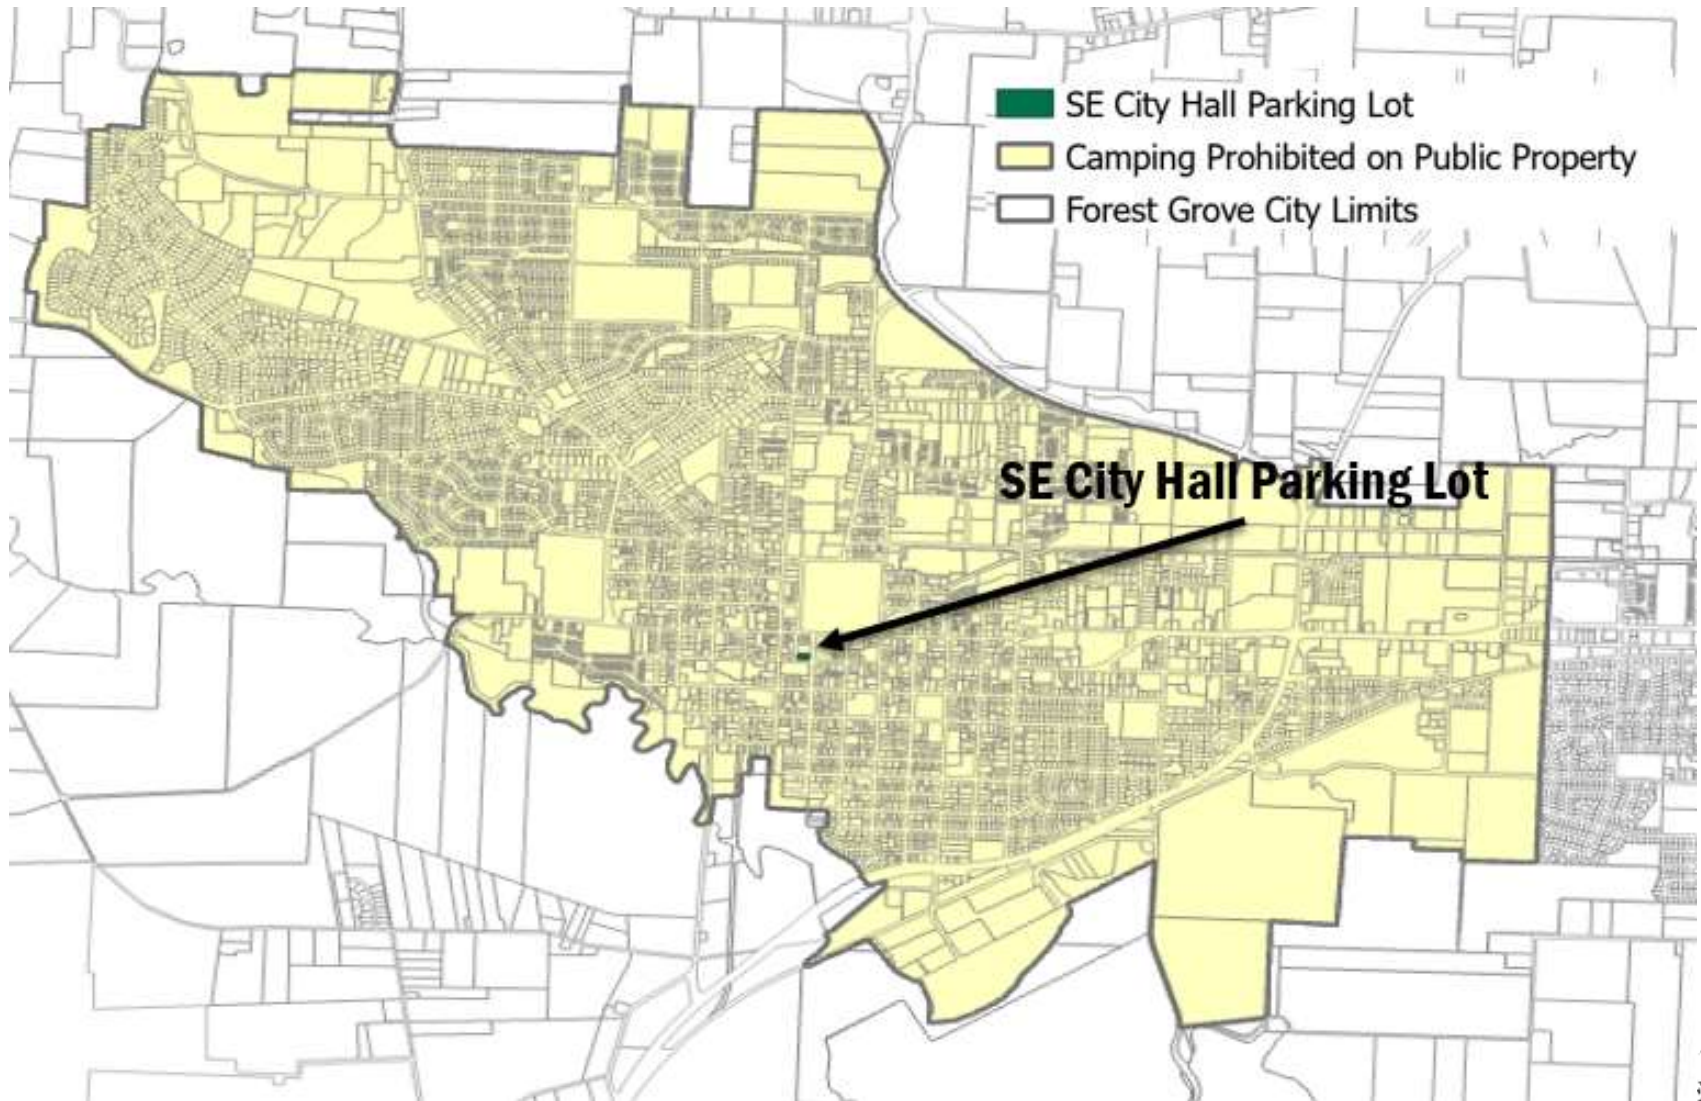 SE City Hall Parking Lot
Camping Prohibited on Public Property
Forest Grove City Limits
SE City Hall Parking Lot